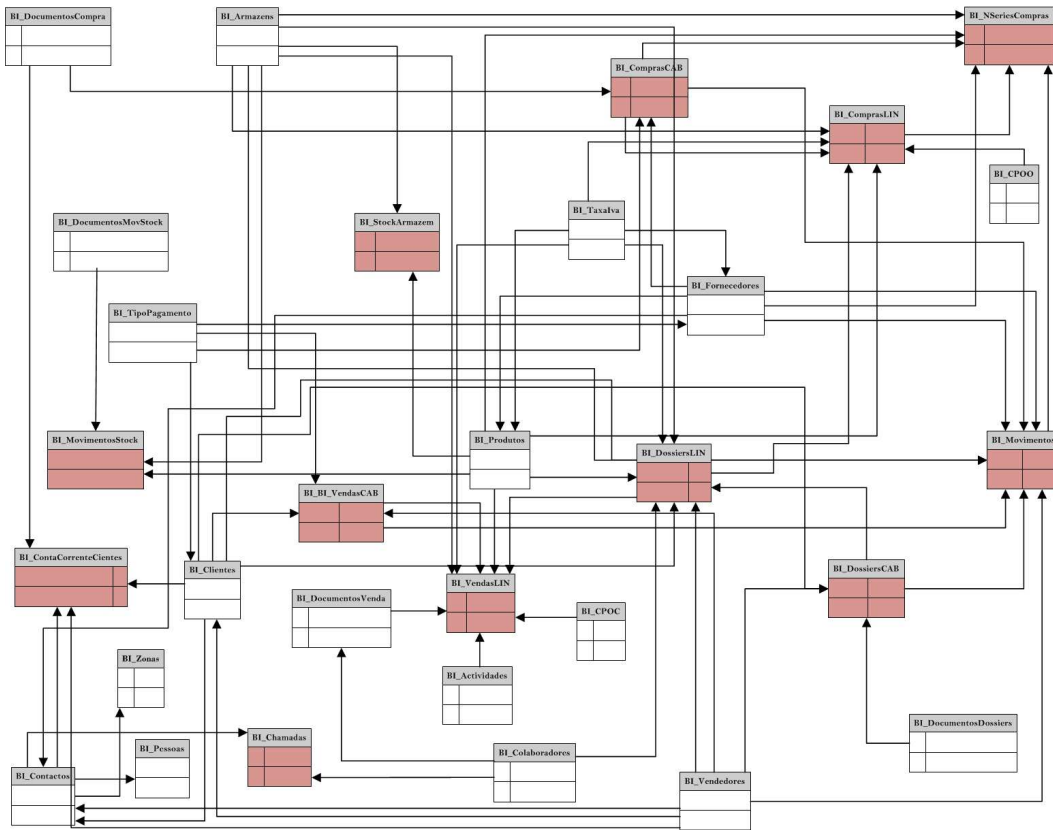 BI_DocumentosCompra
BI_Armazens
BI_NSeriesCompras
BI_ComprasCAB
BI_ComprasLIN
BI_CPOO
BI_DocumentosMovStock
BI_StockArmazem
BI_TaxaIva
BI_Fornecedores
BI_TipoPagamento
BI_MovimentosStock
BI_Produtos
BI_DossiersLIN
BI_Movimentos
BI_BI_VendasCAB
BI_ContaCorrenteCientes
BI_Clientes
BI_VendasLIN
BI_DossiersCAB
BI_DocumentosVenda
BI_CPOC
BI_Zonas
BI_Actividades
BI_DocumentosDossiers
BI_Chamadas
BI_Pessoas
BI_Colaboradores
BI_Contactos
BI_Vendedores